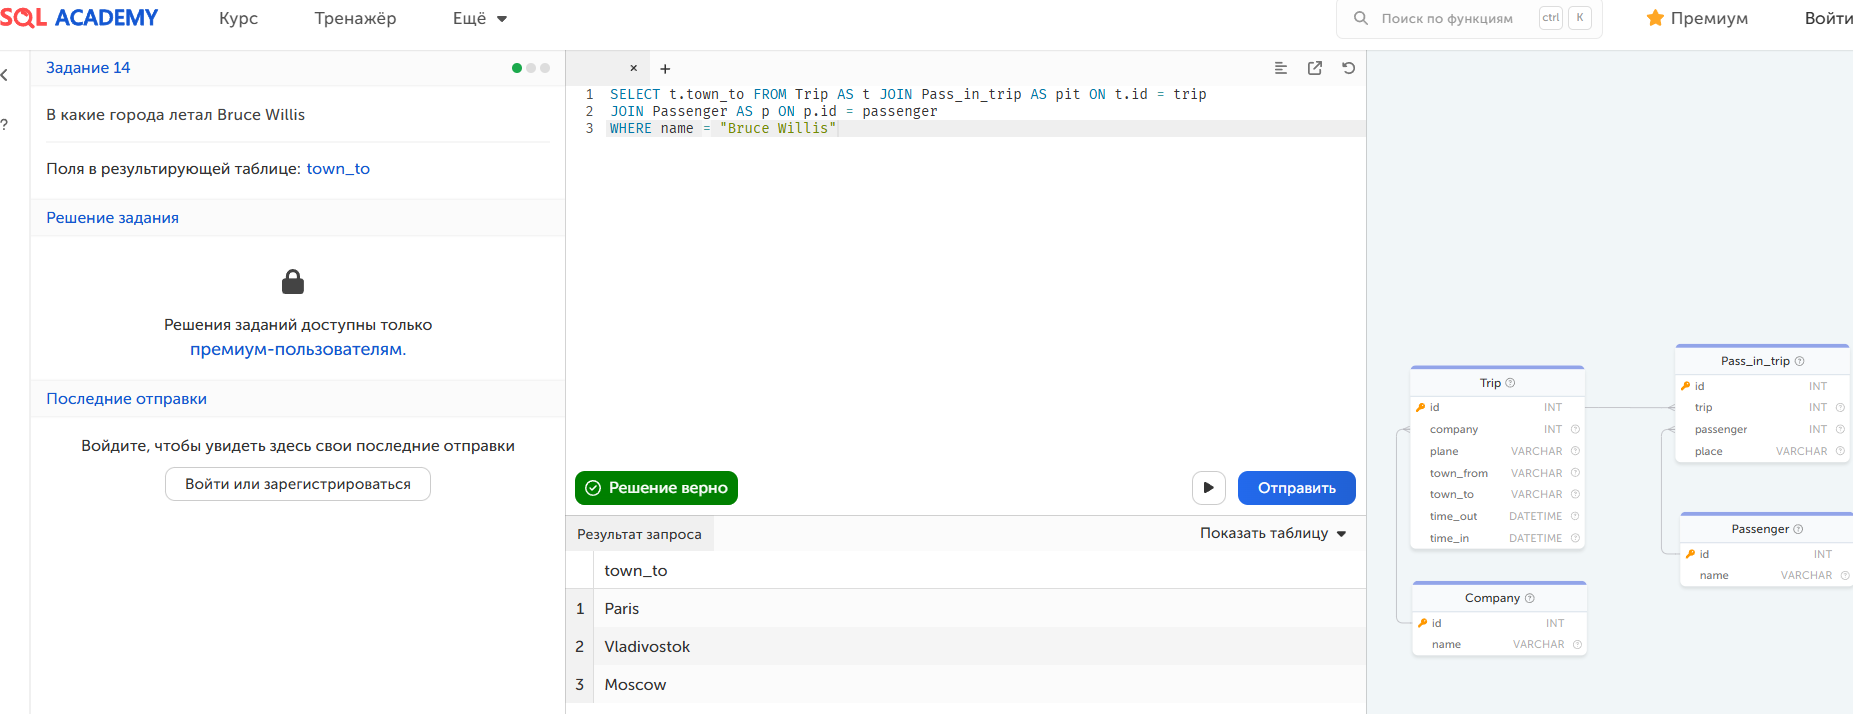 SQL ACADEMY
Курс
Тренажёр
Ещё
Поиск по функциям
ctrl
K
Премиум
Войти
Задание 14
В какие города летал Bruce Willis
Поля в результирующей таблице: town_to
Решение задания
Решения заданий доступны только
премиум-пользователям.
Последние отправки
Войдите, чтобы увидеть здесь свои последние отправки
Войти или зарегистрироваться
?
× +
1 SELECT t.town_to FROM Trip AS t JOIN Pass_in_trip AS pit ON t.id = trip
2 JOIN Passenger AS p ON p.id = passenger
3 WHERE name = "Bruce Willis"
Решение верно
Отправить
Результат запроса
Показать таблицу
town_to
1 Paris
2 Vladivostok
3 Moscow
Trip
id INT
company INT
plane VARCHAR
town_from VARCHAR
town_to VARCHAR
time_out DATETIME
time_in DATETIME
Company
id INT
name VARCHAR
Pass_in_trip
id INT
trip INT
passenger INT
place VARCHAR
Passenger
id INT
name VARCHAR